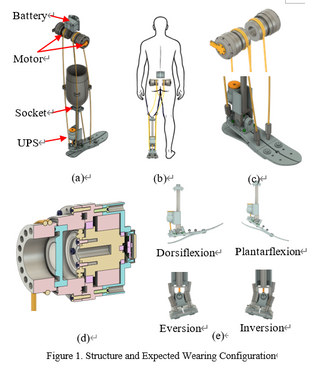 Battery↵
Motor↵
Socket↵
UPS↵
(a)↵
(b)↵
(c)↵
(d)↵
Dorsiflexion↵
Plantarflexion↵
Eversion↵
Inversion↵
(e)↵
Figure 1. Structure and Expected Wearing Configuration↵